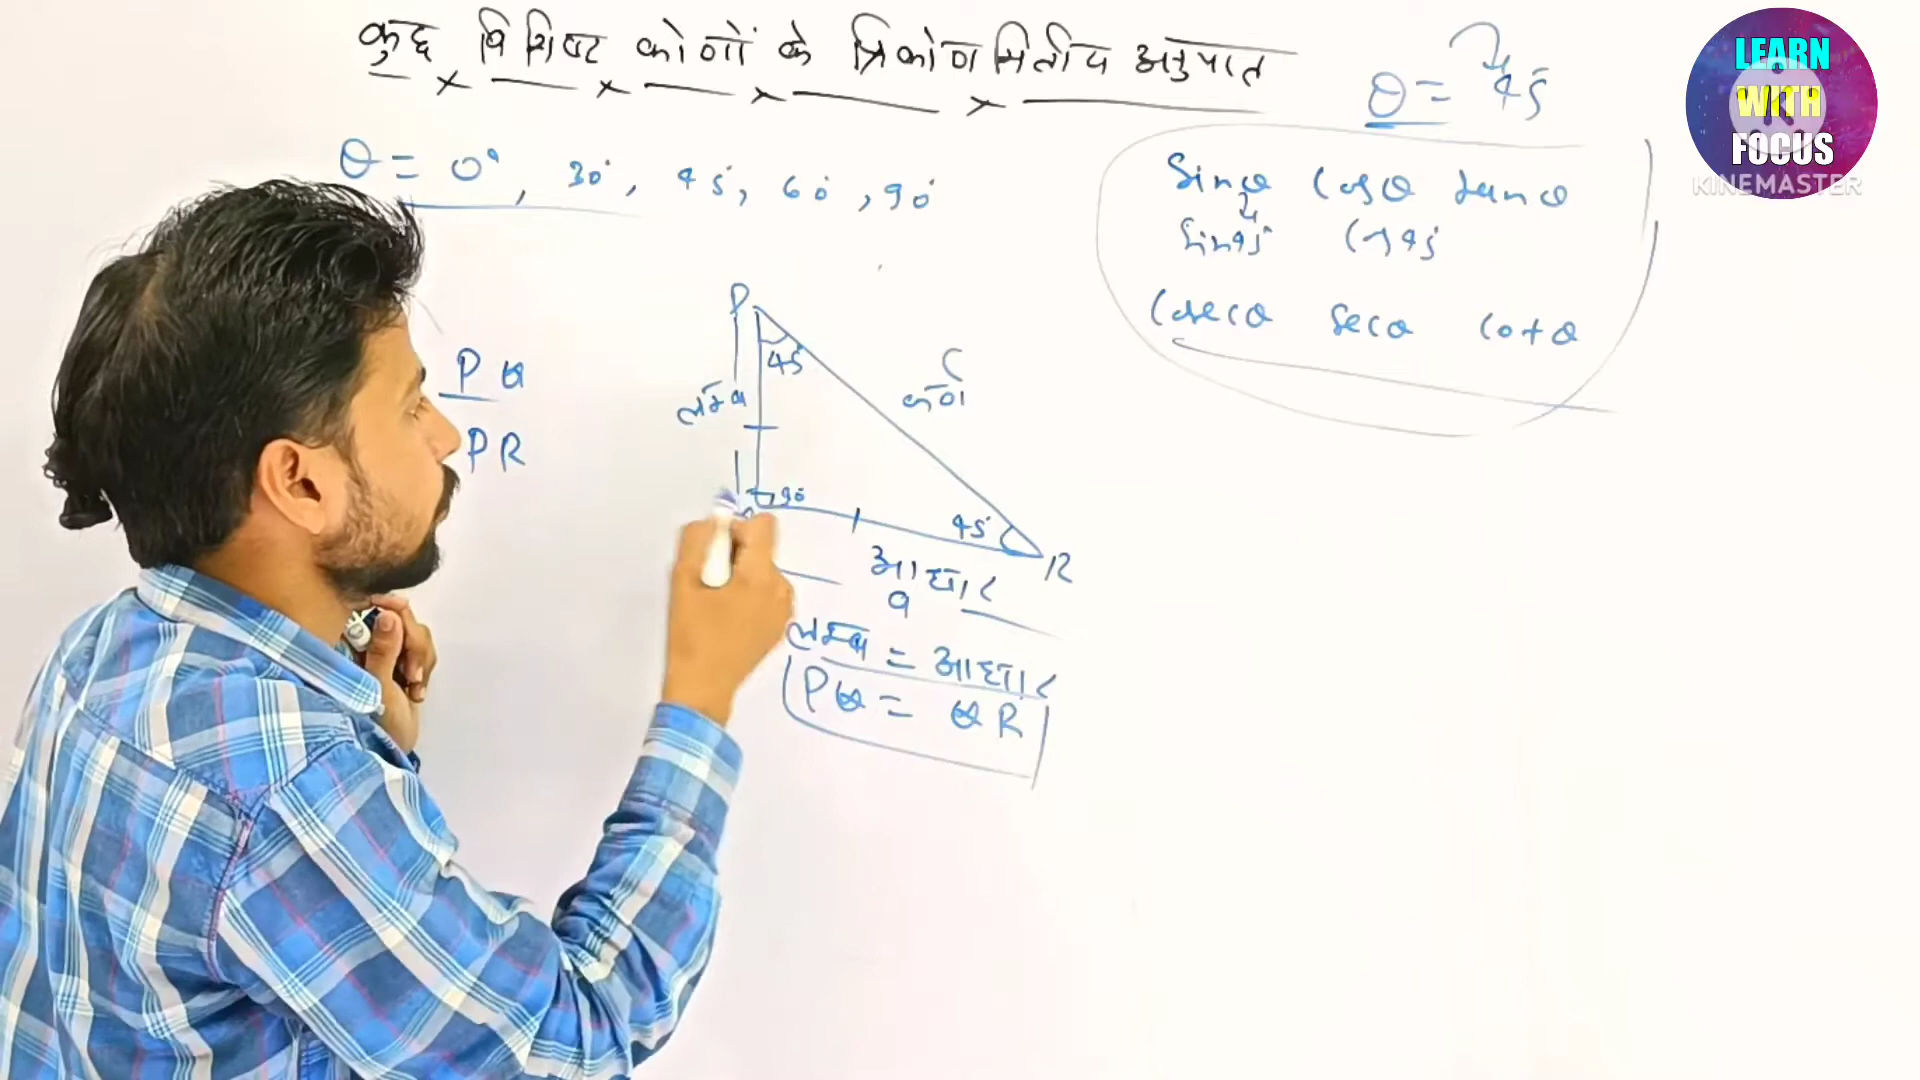 कुछ विशिष्ट कोणों के त्रिकोणमितीय अनुपात
θ = 45°
LEARN
WITH
FOCUS
KINEMASTER
θ = 0°, 30°, 45°, 60°, 90°
Sinθ Cosθ tanθ
Sin45° Cos45°
Cosecθ Secθ Cotθ
P
45°
PQ
PR
लम्ब
कर्ण
90°
45°
R
आधार
लम्ब = आधार
PQ = QR